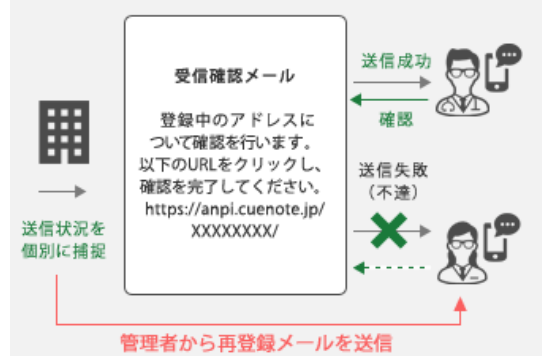 受信確認メール
登録中のアドレスに
ついて確認を行います。
以下のURLをクリックし、
確認を完了してください。
https://anpi.cuenote.jp/
XXXXXXXX/
送信成功
確認
送信失敗
（不達）
送信状況を
個別に捕捉
管理者から再登録メールを送信